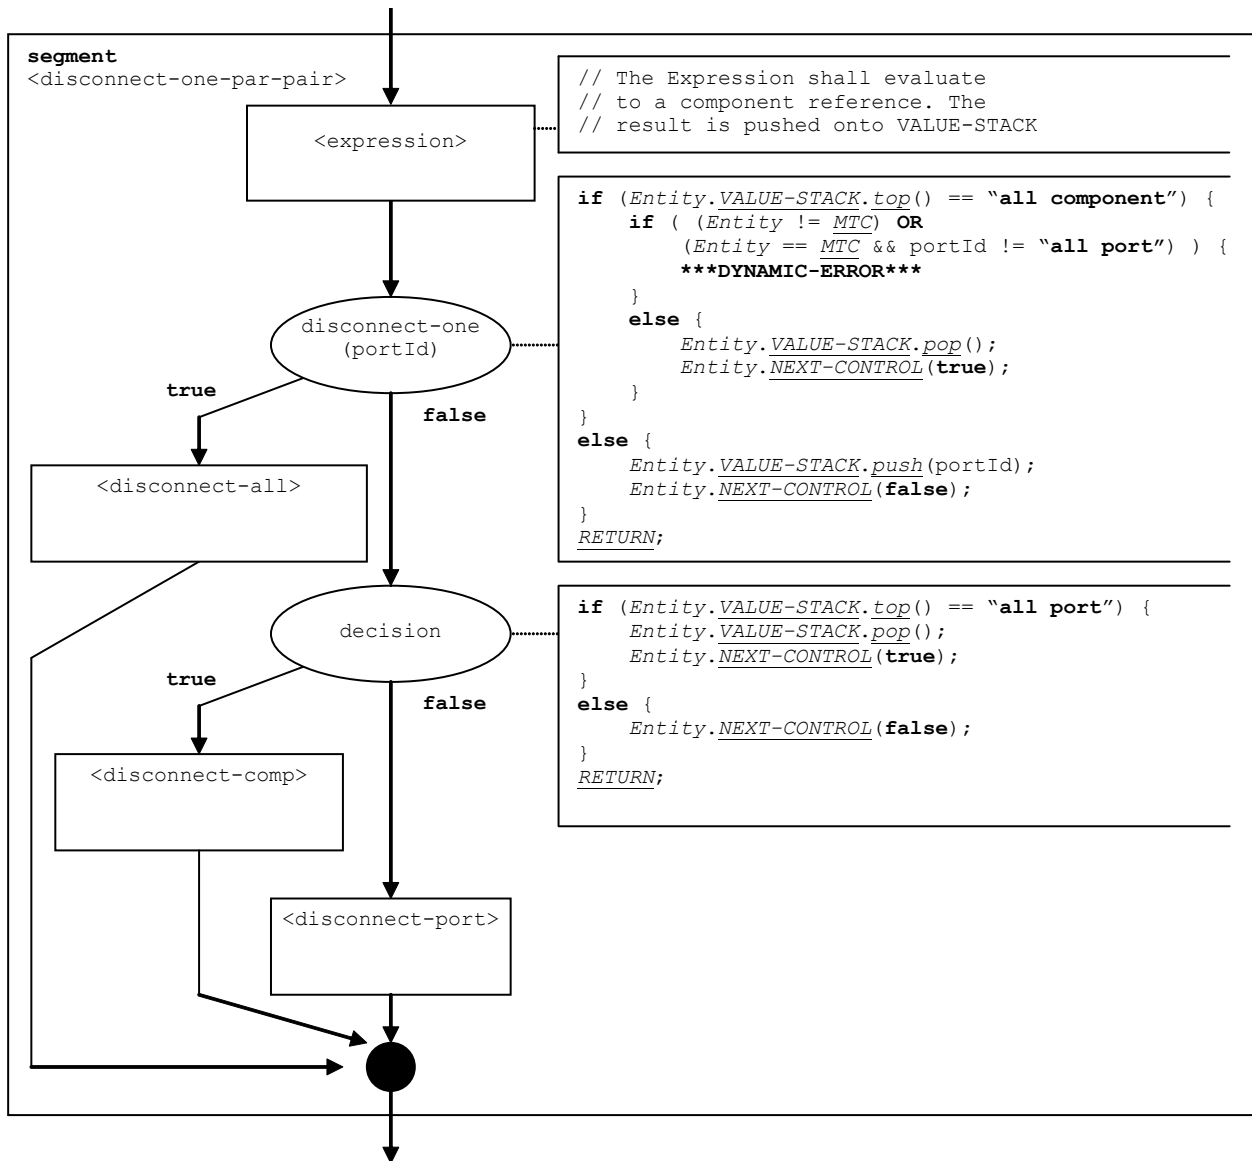 segment
<disconnect-one-par-pair>
// The Expression shall evaluate
// to a component reference. The
// result is pushed onto VALUE-STACK
<expression>
if (Entity.VALUE-STACK.top() == “all component”) {
if ( (Entity != MTC) OR
(Entity == MTC && portId != “all port”) ) {
***DYNAMIC-ERROR***
}
else {
Entity.VALUE-STACK.pop();
Entity.NEXT-CONTROL(true);
}
}
else {
Entity.VALUE-STACK.push(portId);
Entity.NEXT-CONTROL(false);
}
RETURN;
disconnect-one
(portId)
true
false
<disconnect-all>
decision
if (Entity.VALUE-STACK.top() == “all port”) {
Entity.VALUE-STACK.pop();
Entity.NEXT-CONTROL(true);
}
else {
Entity.NEXT-CONTROL(false);
}
RETURN;
true
false
<disconnect-comp>
<disconnect-port>